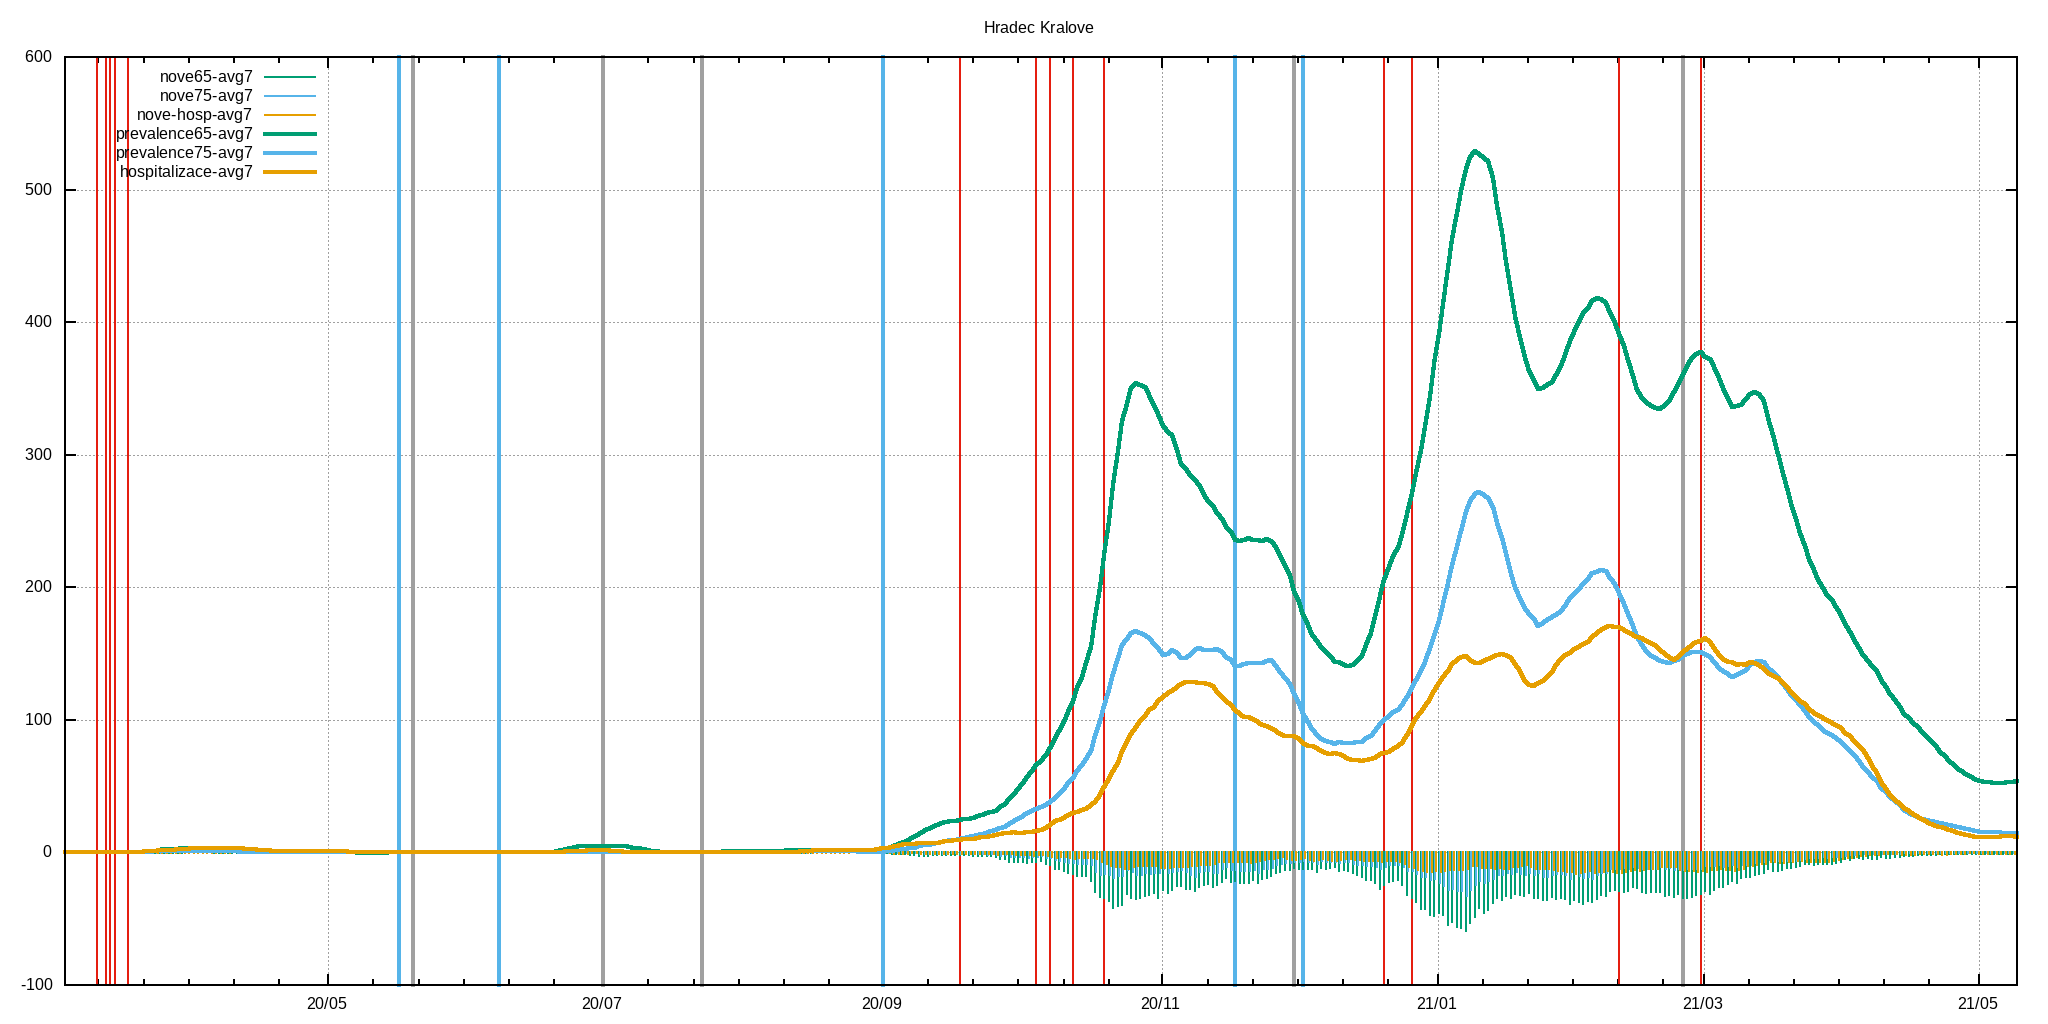 Hradec Kralove
600
500
400
300
200
100
0
-100
nove65-avg7
nove75-avg7
nove-hosp-avg7
prevalence65-avg7
prevalence75-avg7
hospitalizace-avg7
20/05 20/07 20/09 20/11 21/01 21/03 21/05